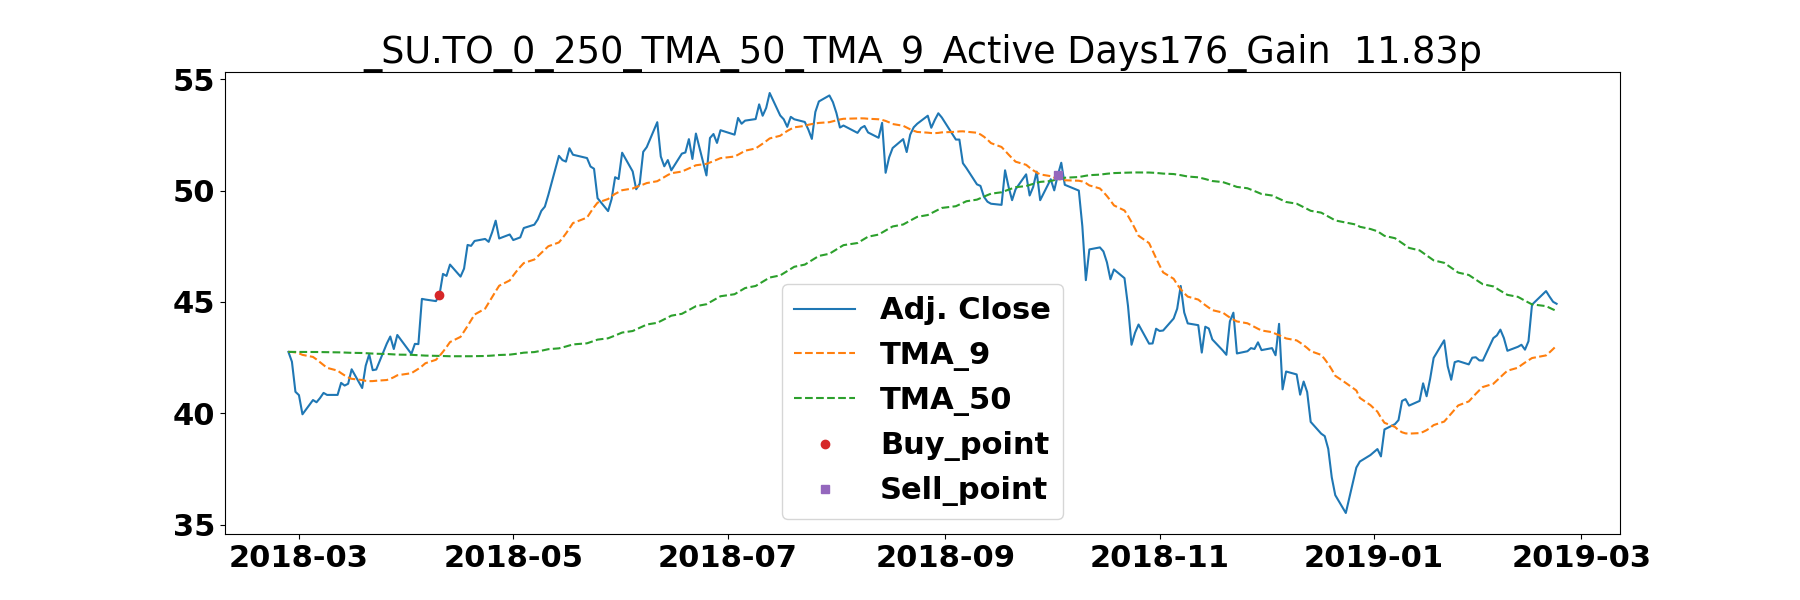 _SU.TO_0_250_TMA_50_TMA_9_Active Days176_Gain  11.83p
55
50
45
40
35
Adj. Close
TMA_9
TMA_50
Buy_point
Sell_point
2018-03 2018-05 2018-07 2018-09 2018-11 2019-01 2019-03